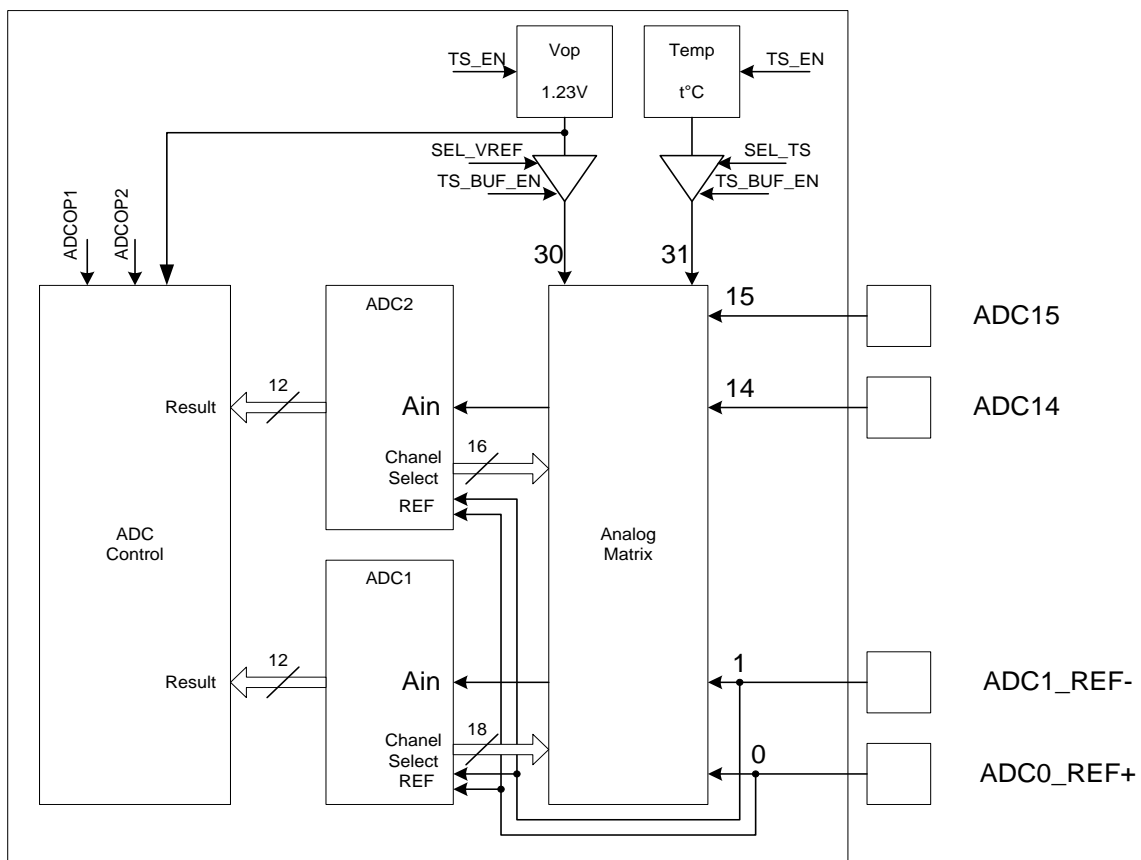 Vop
1.23V
Temp
t°C
TS_EN
TS_EN
SEL_VREF
TS_BUF_EN
SEL_TS
TS_BUF_EN
ADCOP1
ADCOP2
30
31
15
ADC15
14
ADC14
ADC2
12
Result
Ain
Chanel
Select
16
REF
ADC
Control
Analog
Matrix
ADC1
12
Result
Ain
Chanel
Select
18
REF
1
ADC1_REF-
0
ADC0_REF+